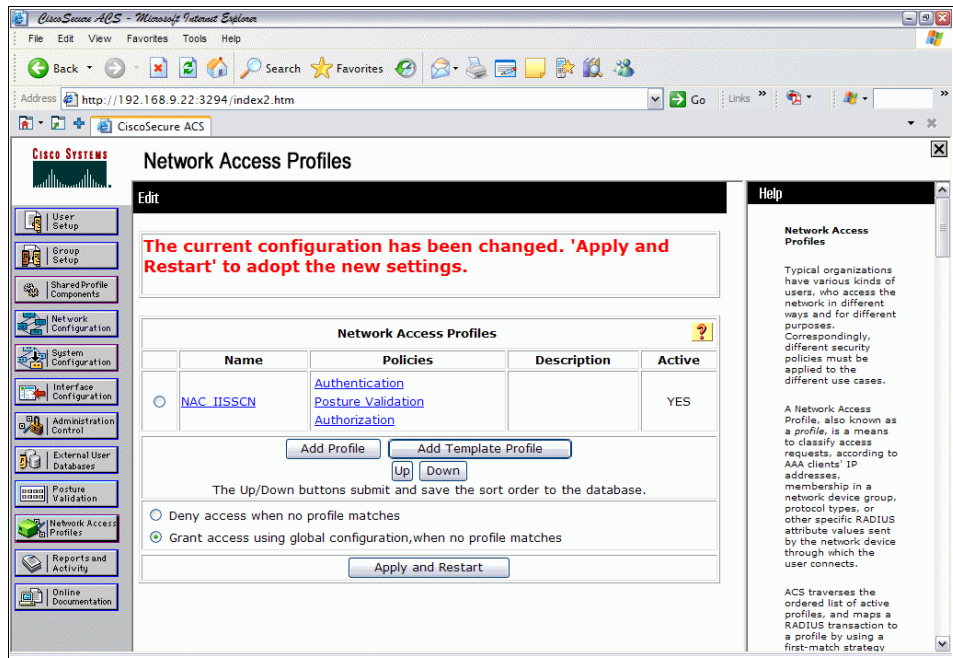 CiscoSecure ACS - Microsoft Internet Explorer
File Edit View Favorites Tools Help
Back Search Favorites
Address http://192.168.9.22:3294/index2.htm Go Links »
CiscoSecure ACS
CISCO SYSTEMS
Network Access Profiles
User
Setup
Group
Setup
Shared Profile
Components
Network
Configuration
System
Configuration
Interface
Configuration
Administration
Control
External User
Databases
Posture
Validation
Network Access
Profiles
Reports and
Activity
Online
Documentation
Edit
The current configuration has been changed. 'Apply and
Restart' to adopt the new settings.
Network Access Profiles ?
Name Policies Description Active
NAC_IISSCN Authentication YES
Posture Validation
Authorization
Add Profile Add Template Profile
Up Down
The Up/Down buttons submit and save the sort order to the database.
Deny access when no profile matches
Grant access using global configuration,when no profile matches
Apply and Restart
Help
Network Access
Profiles
Typical organizations
have various kinds of
users, who access the
network in different
ways and for different
purposes.
Correspondingly,
different security
policies must be
applied to the
different use cases.
A Network Access
Profile, also known as
a profile, is a means
to classify access
requests, according to
AAA clients' IP
addresses,
membership in a
network device group,
protocol types, or
other specific RADIUS
attribute values sent
by the network device
through which the
user connects.
ACS traverses the
ordered list of active
profiles, and maps a
RADIUS transaction to
a profile by using a
first-match strategy